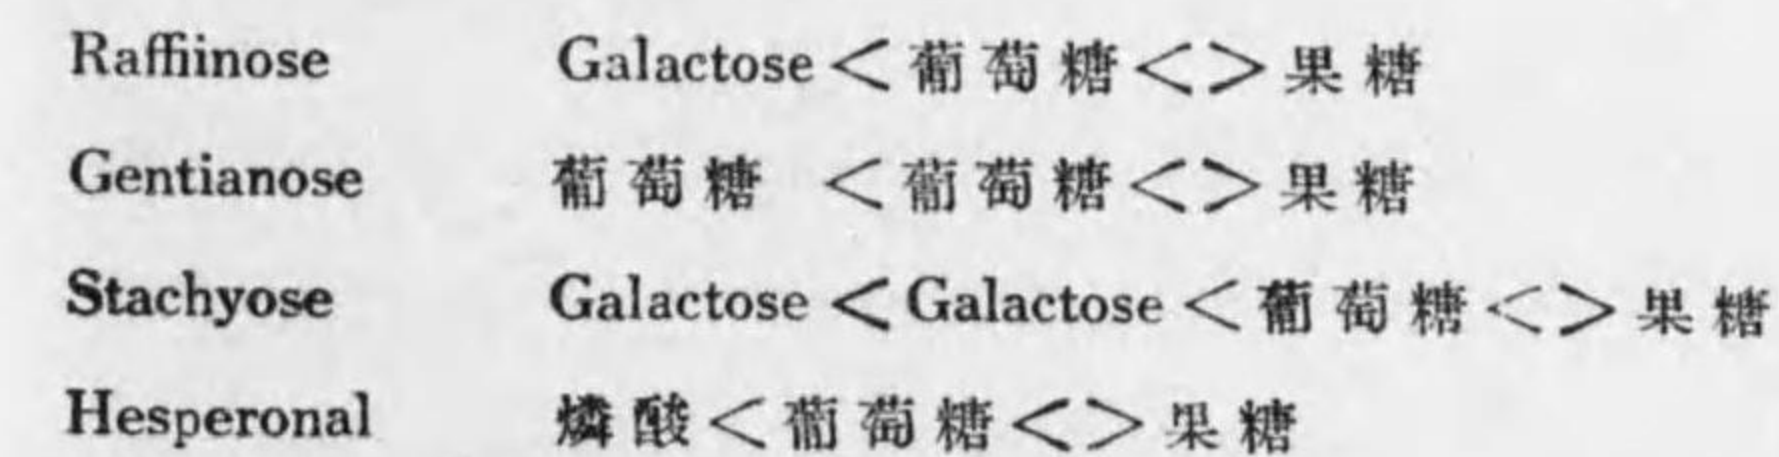 Raffiinose Galactose < 葡萄糖 <> 果糖
Gentianose 葡萄糖 < 葡萄糖 <> 果糖
Stachyose Galactose < Galactose < 葡萄糖 <> 果糖
Hesperonal 燐酸 < 葡萄糖 <> 果糖